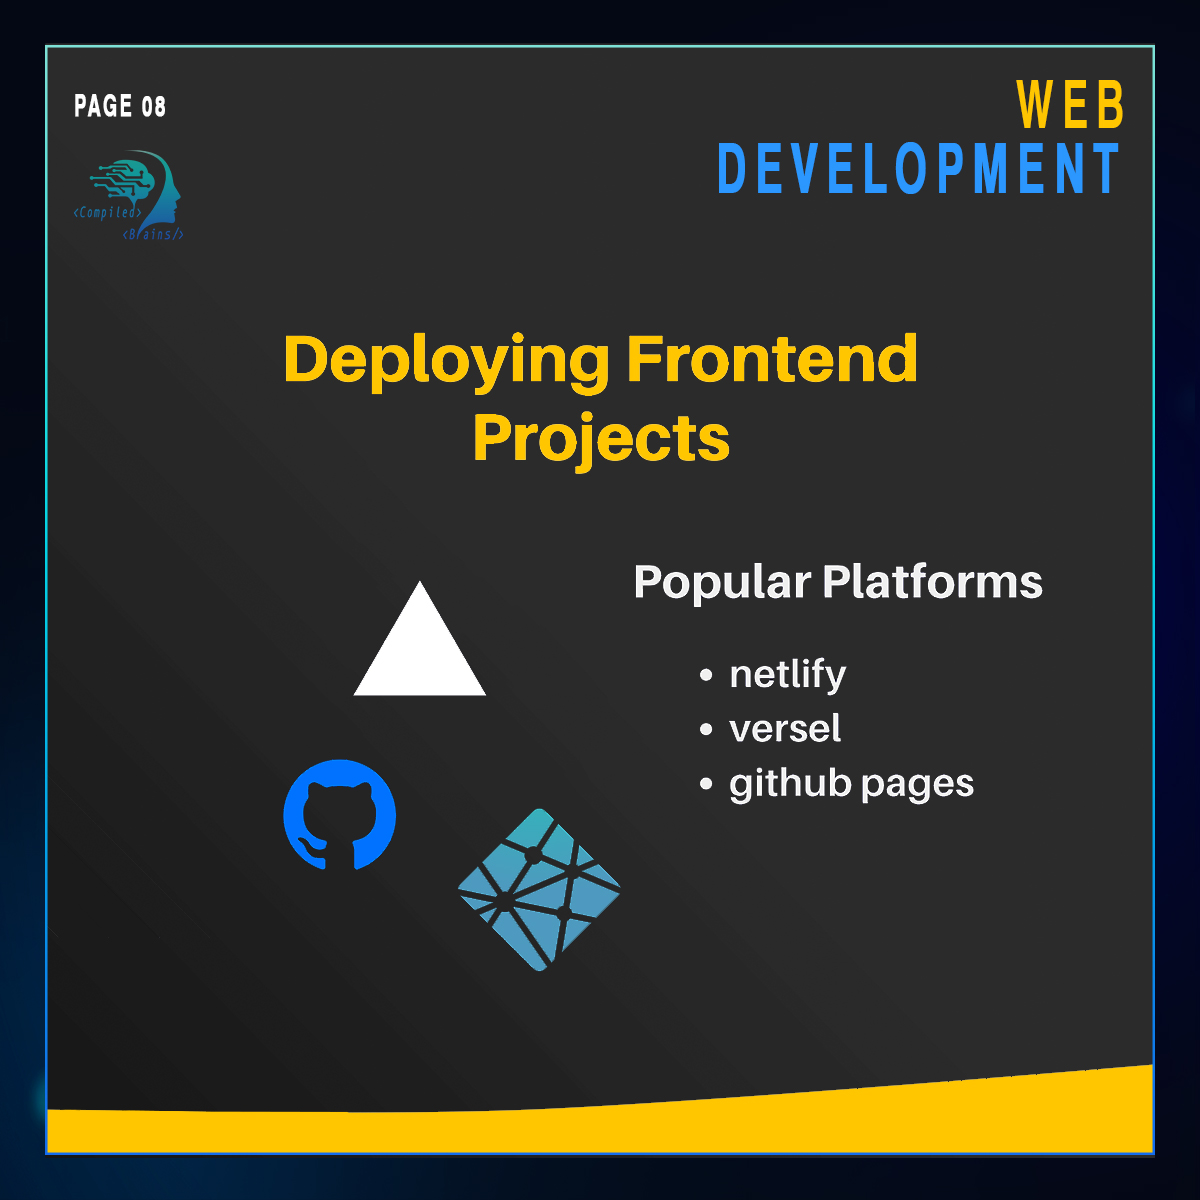 PAGE 08
WEB
DEVELOPMENT
<Compiled>
<Brains/>
Deploying Frontend
Projects
Popular Platforms
• netlify
• versel
• github pages